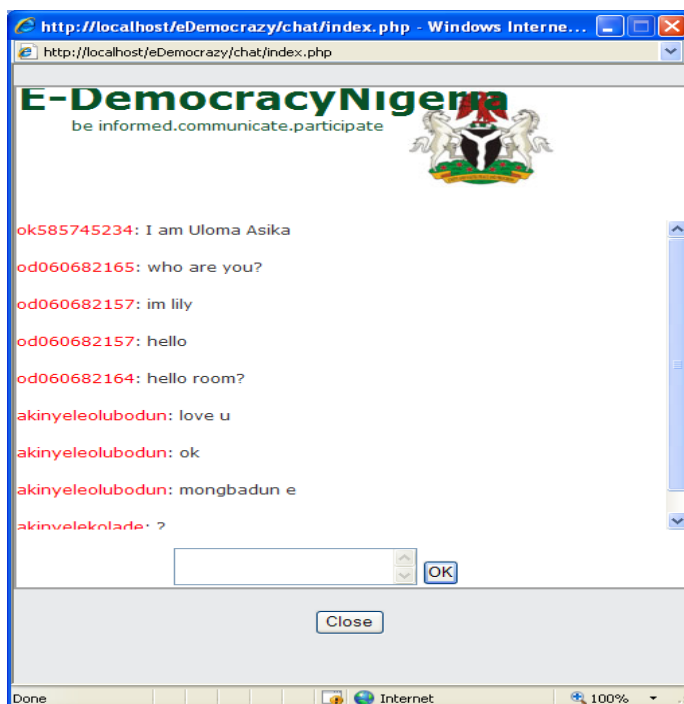 http://localhost/eDemocrazy/chat/index.php - Windows Interne...
http://localhost/eDemocrazy/chat/index.php
E-DemocracyNigeria
be informed.communicate.participate
ok585745234: I am Uloma Asika
od060682165: who are you?
od060682157: im lily
od060682157: hello
od060682164: hello room?
akinyeleolubodun: love u
akinyeleolubodun: ok
akinyeleolubodun: mongbadun e
akinyelekolade: ?
OK
Close
Done Internet 100%